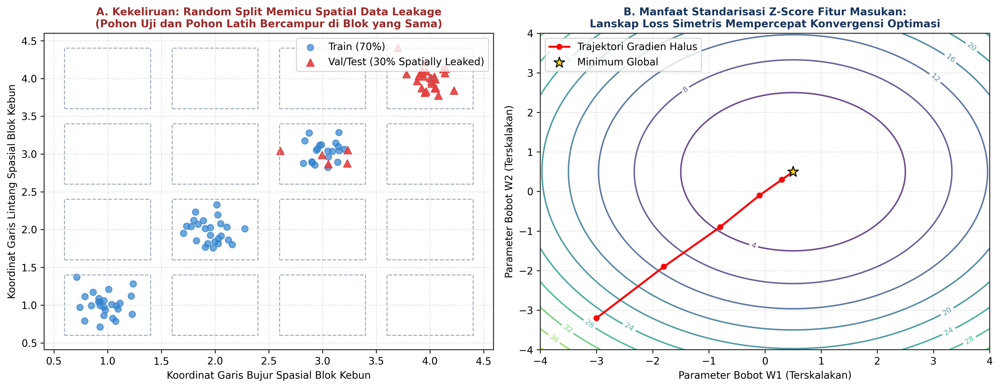 A. Kekeliruan: Random Split Memicu Spatial Data Leakage
(Pohon Uji dan Pohon Latih Bercampur di Blok yang Sama)
Train (70%)
Val/Test (30% Spatially Leaked)
Koordinat Garis Lintang Spasial Blok Kebun
4.5
4.0
3.5
3.0
2.5
2.0
1.5
1.0
0.5
0.5 1.0 1.5 2.0 2.5 3.0 3.5 4.0 4.5
Koordinat Garis Bujur Spasial Blok Kebun
B. Manfaat Standarisasi Z-Score Fitur Masukan:
Lanskap Loss Simetris Mempercepat Konvergensi Optimasi
Trajektori Gradien Halus
Minimum Global
Parameter Bobot W2 (Terskalakan)
4
3
2
1
0
−1
−2
−3
−4
24
20
16
12
8
4
20
24
28
28
24
32
36
−4 −3 −2 −1 0 1 2 3 4
Parameter Bobot W1 (Terskalakan)